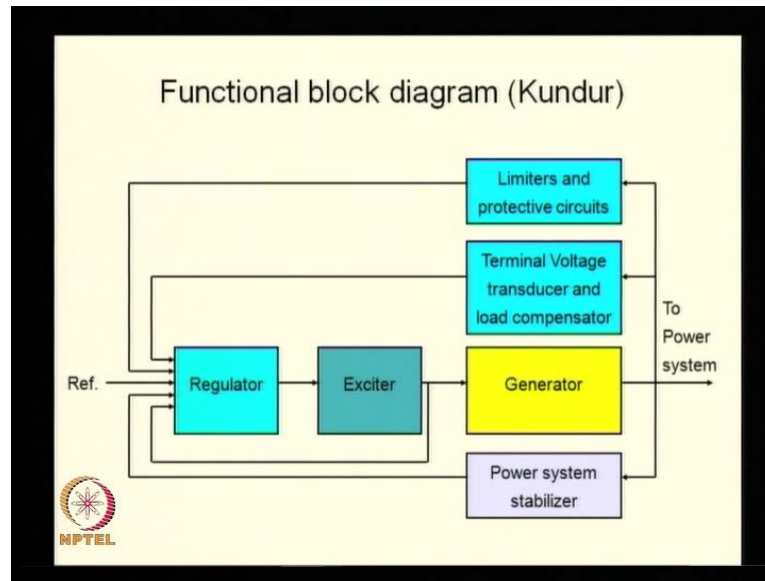 Functional block diagram (Kundur)
Limiters and
protective circuits
Terminal Voltage
transducer and
load compensator
To
Power
system
Ref.
Regulator
Exciter
Generator
Power system
stabilizer
NPTEL